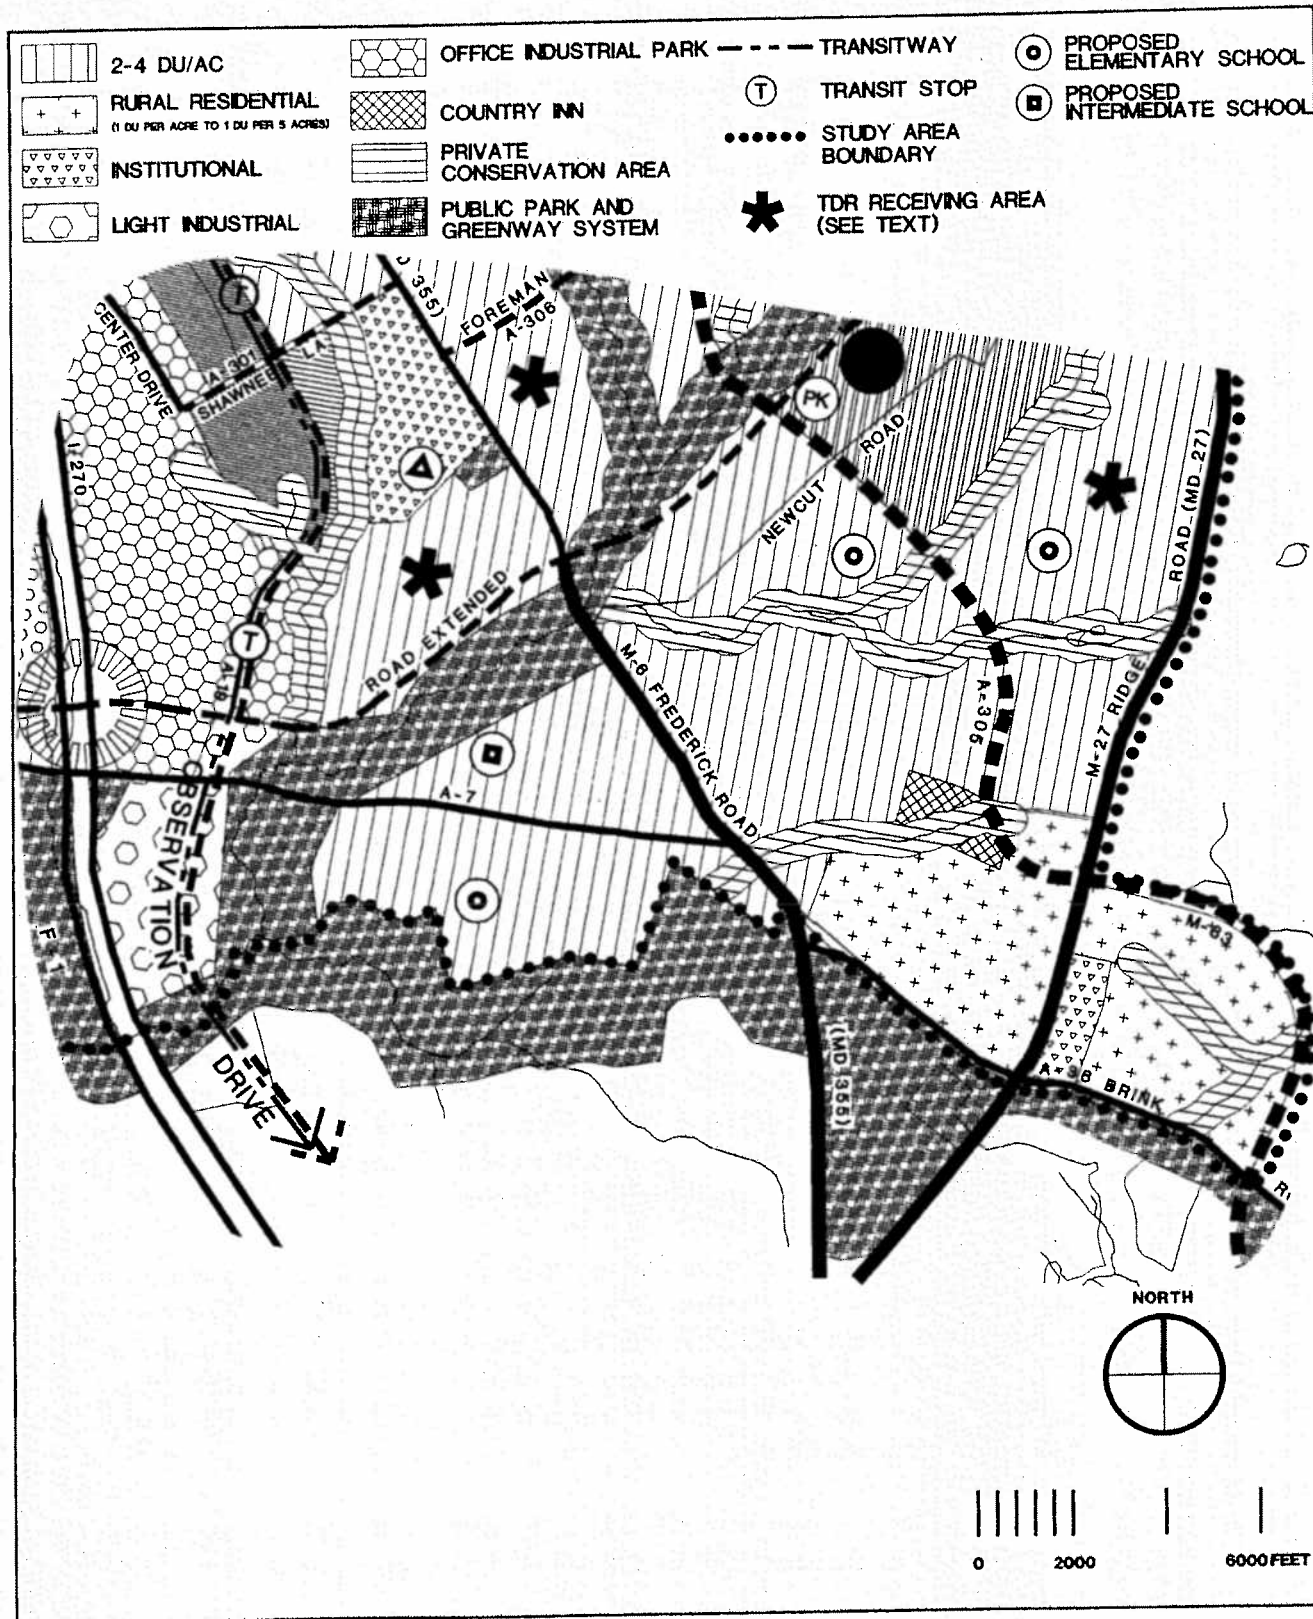 2-4 DU/AC
RURAL RESIDENTIAL
(1 DU PER ACRE TO 1 DU PER 5 ACRES)
INSTITUTIONAL
LIGHT INDUSTRIAL
OFFICE INDUSTRIAL PARK
COUNTRY INN
PRIVATE
CONSERVATION AREA
PUBLIC PARK AND
GREENWAY SYSTEM
TRANSITWAY
T
TRANSIT STOP
STUDY AREA
BOUNDARY
TDR RECEIVING AREA
(SEE TEXT)
PROPOSED
ELEMENTARY SCHOOL
PROPOSED
INTERMEDIATE SCHOOL
T
355)
FOREMAN
A-306
CENTER DRIVE
(A-301)
SHAWNEE LA.
PK
NEWCUT ROAD
I-270
ROAD (MD-27)
ROAD EXTENDED
T
A-19
M-6 FREDERICK ROAD
A-305
M-27 RIDGE
A-7
OBSERVATION
F-1
M-83
DRIVE
(MD-355)
A-36 BRINK
NORTH
0 2000 6000 FEET